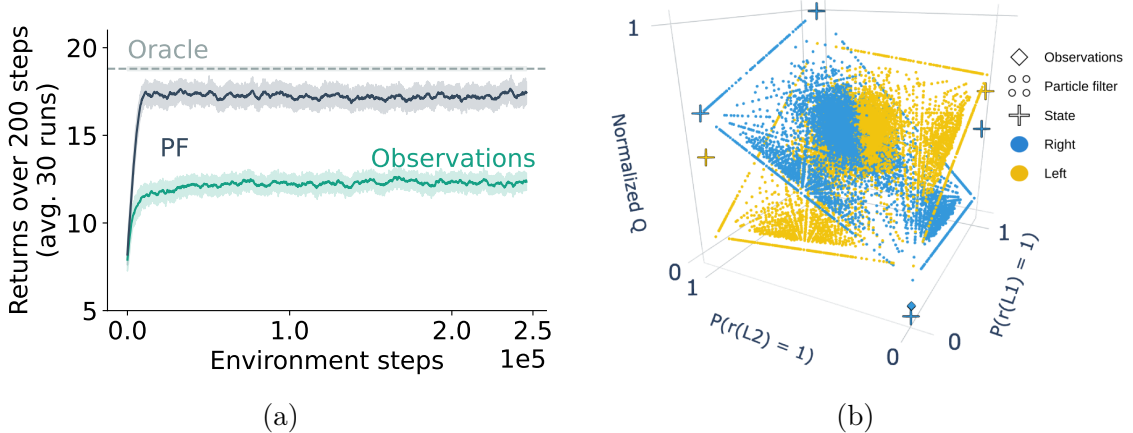 Returns over 200 steps
(avg. 30 runs)
20
15
10
5
Oracle
PF
Observations
0.0
1.0
2.0
2.5
1e5
Environment steps
(a)
1
Normalized Q
0
1
P(r(L2) = 1)
0
0
P(r(L1) = 1)
1
Observations
Particle filter
State
Right
Left
(b)